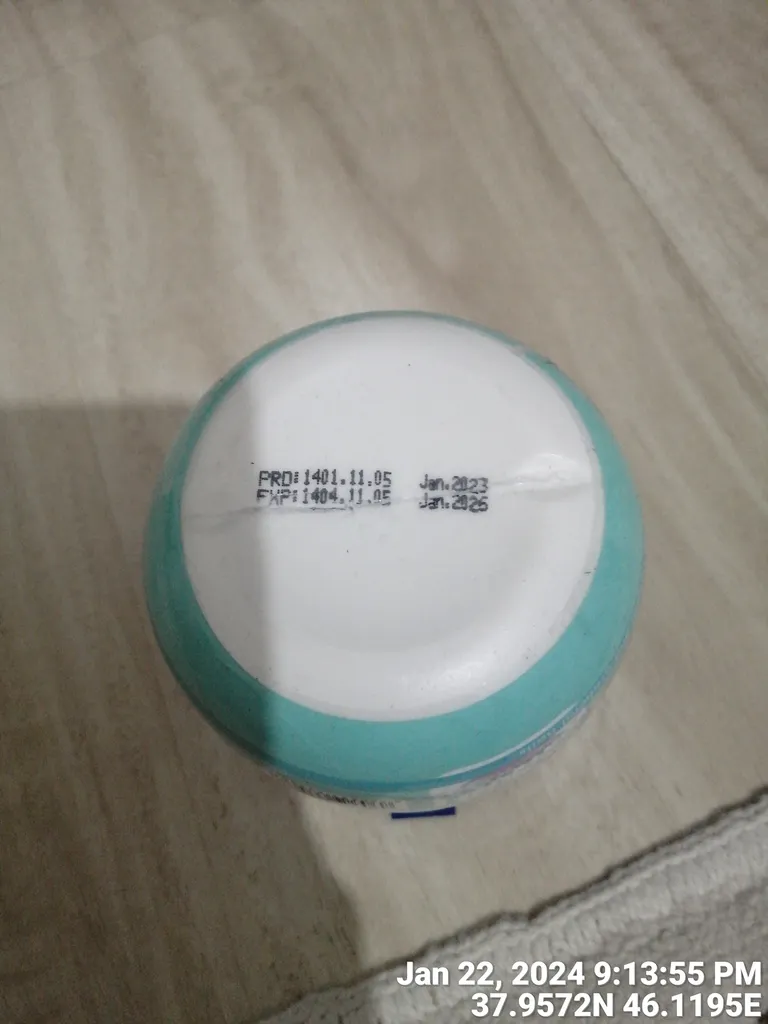 PRD:1401.11.05 Jan.2023
EXP:1404.11.05 Jan.2026
Jan 22, 2024 9:13:55 PM
37.9572N 46.1195E